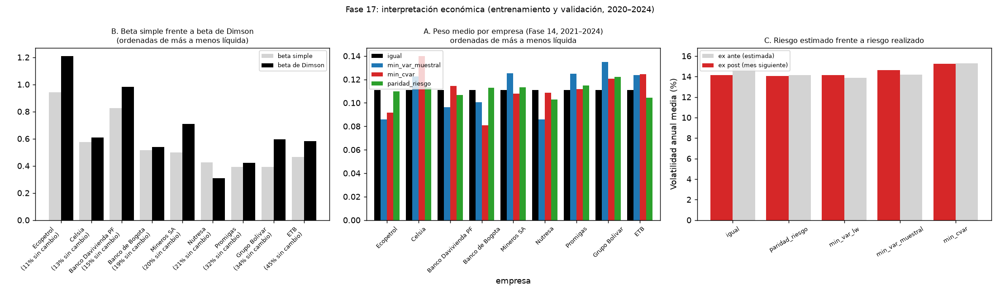 Fase 17: interpretación económica (entrenamiento y validación, 2020–2024)
B. Beta simple frente a beta de Dimson
(ordenadas de más a menos líquida)
beta simple
beta de Dimson
1.2
1.0
0.8
0.6
0.4
0.2
0.0
Ecopetrol
(11% sin cambio)
Celsia
(13% sin cambio)
Banco Davivienda PF
(15% sin cambio)
Banco de Bogota
(19% sin cambio)
Mineros SA
(20% sin cambio)
Nutresa
(21% sin cambio)
Promigas
(32% sin cambio)
Grupo Bolivar
(34% sin cambio)
ETB
(45% sin cambio)
A. Peso medio por empresa (Fase 14, 2021–2024)
ordenadas de más a menos líquida
igual
min_var_muestral
min_cvar
paridad_riesgo
0.14
0.12
0.10
0.08
0.06
0.04
0.02
0.00
Ecopetrol
Celsia
Banco Davivienda PF
Banco de Bogota
Mineros SA
Nutresa
Promigas
Grupo Bolivar
ETB
empresa
C. Riesgo estimado frente a riesgo realizado
ex ante (estimada)
ex post (mes siguiente)
Volatilidad anual media (%)
16
14
12
10
8
6
4
2
0
igual
paridad_riesgo
min_var_lw
min_var_muestral
min_cvar